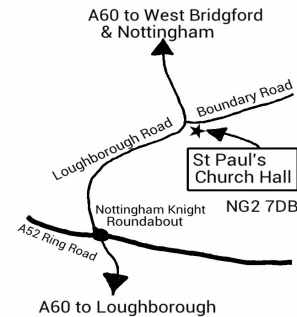 A60 to West Bridgford
& Nottingham
Boundary Road
Loughborough Road
St Paul's
Church Hall
NG2 7DB
Nottingham Knight
Roundabout
A52 Ring Road
A60 to Loughborough